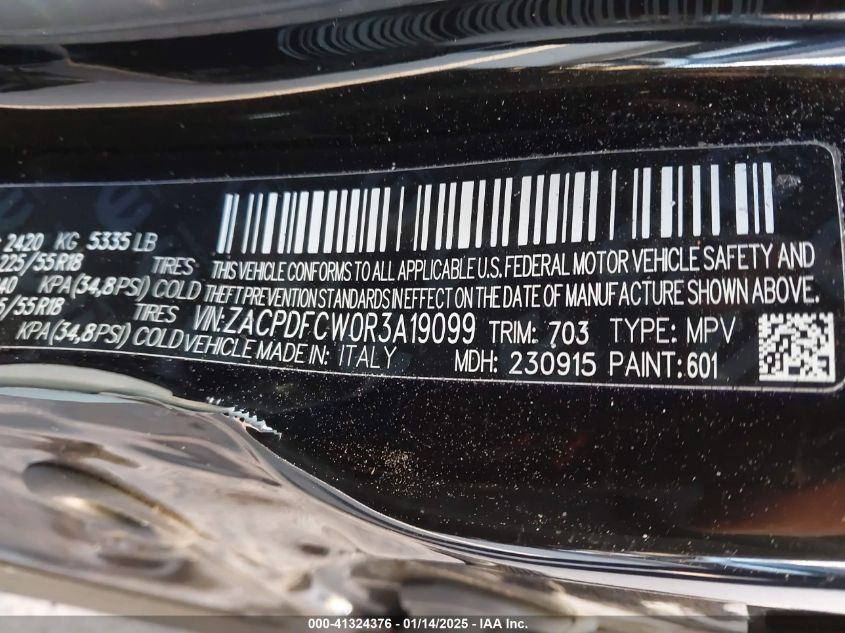 2420 KG 5335 LB
225/55R18 TIRES THIS VEHICLE CONFORMS TO ALL APPLICABLE U.S. FEDERAL MOTOR VEHICLE SAFETY AND
40 KPA(34,8PSI) COLD THEFT PREVENTION STANDARDS IN EFFECT ON THE DATE OF MANUFACTURE SHOWN ABOVE.
5/55R18 TIRES VIN:ZACPDFCW0R3A19099 TRIM: 703 TYPE: MPV
KPA(34,8PSI) COLD VEHICLE MADE IN: ITALY MDH: 230915 PAINT:601
000-41324376 - 01/14/2025 - IAA Inc.